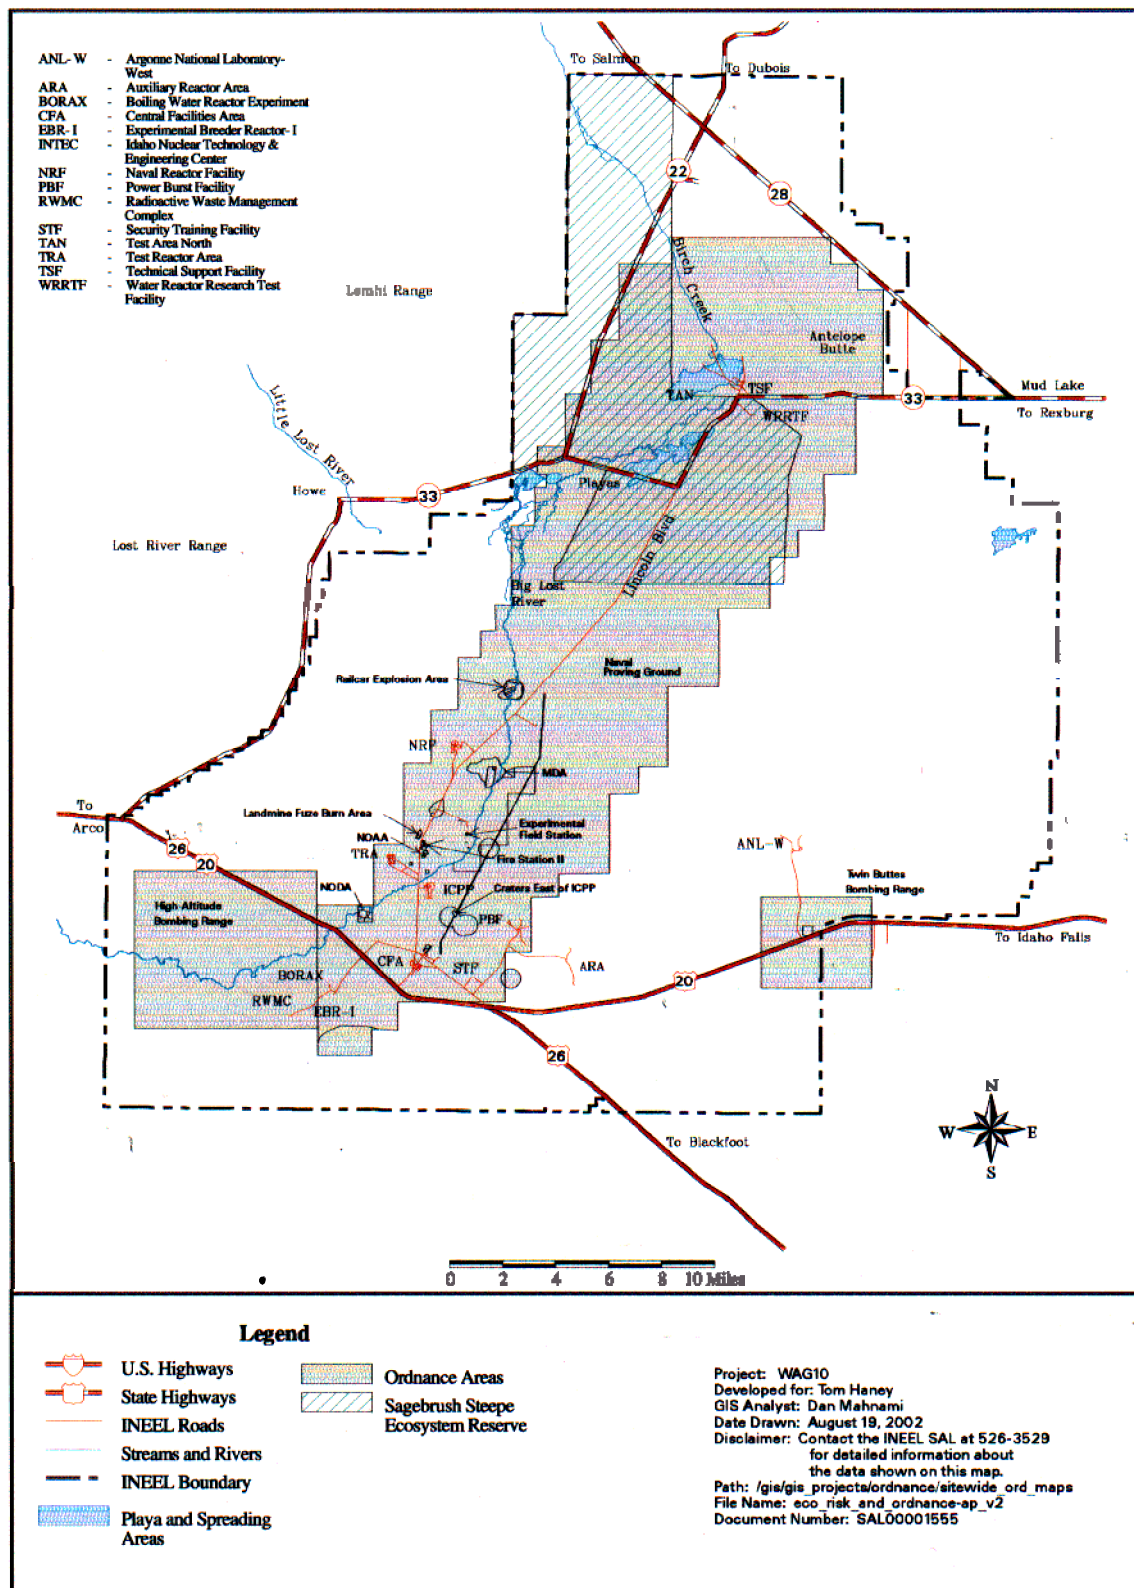 ANL-W - Argonne National Laboratory-
West
ARA - Auxiliary Reactor Area
BORAX - Boiling Water Reactor Experiment
CFA - Central Facilities Area
EBR-I - Experimental Breeder Reactor-I
INTEC - Idaho Nuclear Technology &
Engineering Center
NRF - Naval Reactor Facility
PBF - Power Burst Facility
RWMC - Radioactive Waste Management
Complex
STF - Security Training Facility
TAN - Test Area North
TRA - Test Reactor Area
TSF - Technical Support Facility
WRRTF - Water Reactor Research Test
Facility
To Salmon
To Dubois
22
28
Birch Creek
Lemhi Range
Antelope
Butte
TSF
TAN
33
Mud Lake
To Rexburg
WRRTF
Little Lost River
Howe
33
Playas
Lost River Range
Lincoln Blvd
Big Lost
River
Naval
Proving Ground
Railcar Explosion Area
NRF
MDA
To
Arco
Landmine Fuze Burn Area
Experimental
Field Station
NOAA
TRA
Fire Station II
26
20
ANL-W
Twin Buttes
Bombing Range
NODA
ICPP
Craters East of ICPP
High Altitude
Bombing Range
PBF
To Idaho Falls
CFA
STF
ARA
BORAX
RWMC
EBR-I
20
26
To Blackfoot
N
W E
S
0 2 4 6 8 10 Miles
Legend
U.S. Highways
State Highways
INEEL Roads
Streams and Rivers
INEEL Boundary
Playa and Spreading
Areas
Ordnance Areas
Sagebrush Steepe
Ecosystem Reserve
Project: WAG10
Developed for: Tom Haney
GIS Analyst: Dan Mahnami
Date Drawn: August 19, 2002
Disclaimer: Contact the INEEL SAL at 526-3529
for detailed information about
the data shown on this map.
Path: /gis/gis_projects/ordnance/sitewide_ord_maps
File Name: eco_risk_and_ordnance-ap_v2
Document Number: SAL00001555